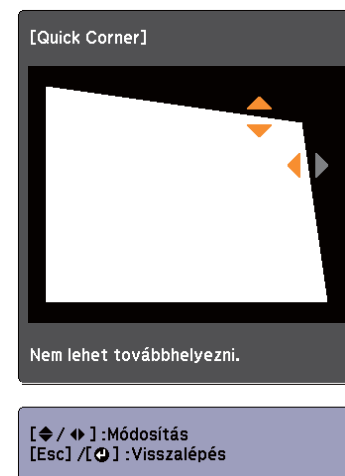 [Quick Corner]
Nem lehet továbbhelyezni.
[◆/◆] :Módosítás
[Esc] /[⏎] :Visszalépés